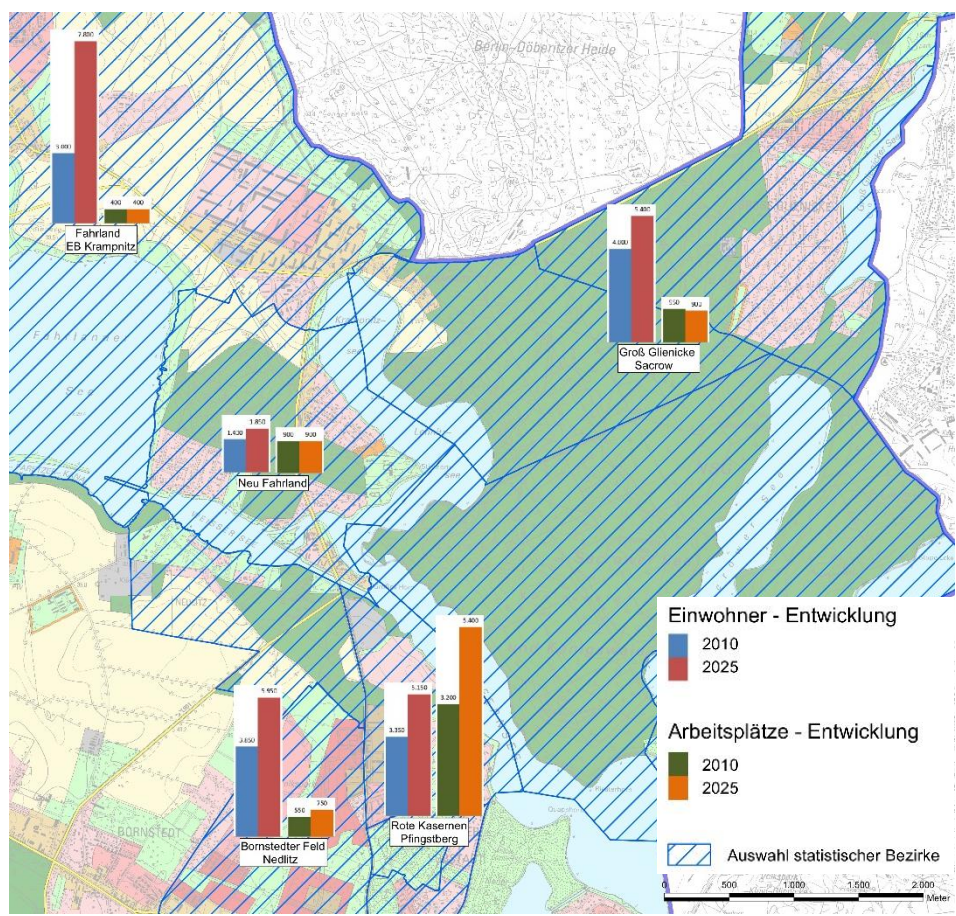 Berlin-Döberitzer Heide
7.800
3.000
400
400
Fahrland
EB Krampnitz
5.400
4.000
550
900
Groß Glienicke
Sacrow
1.400
1.850
900
900
Neu Fahrland
5.950
3.850
550
750
Bornstedter Feld
Nedlitz
5.150
3.350
3.200
5.400
Rote Kasernen
Pfingstberg
BORNSTEDT
Einwohner - Entwicklung
2010
2025
Arbeitsplätze - Entwicklung
2010
2025
Auswahl statistischer Bezirke
0 500 1.000 1.500 2.000
Meter